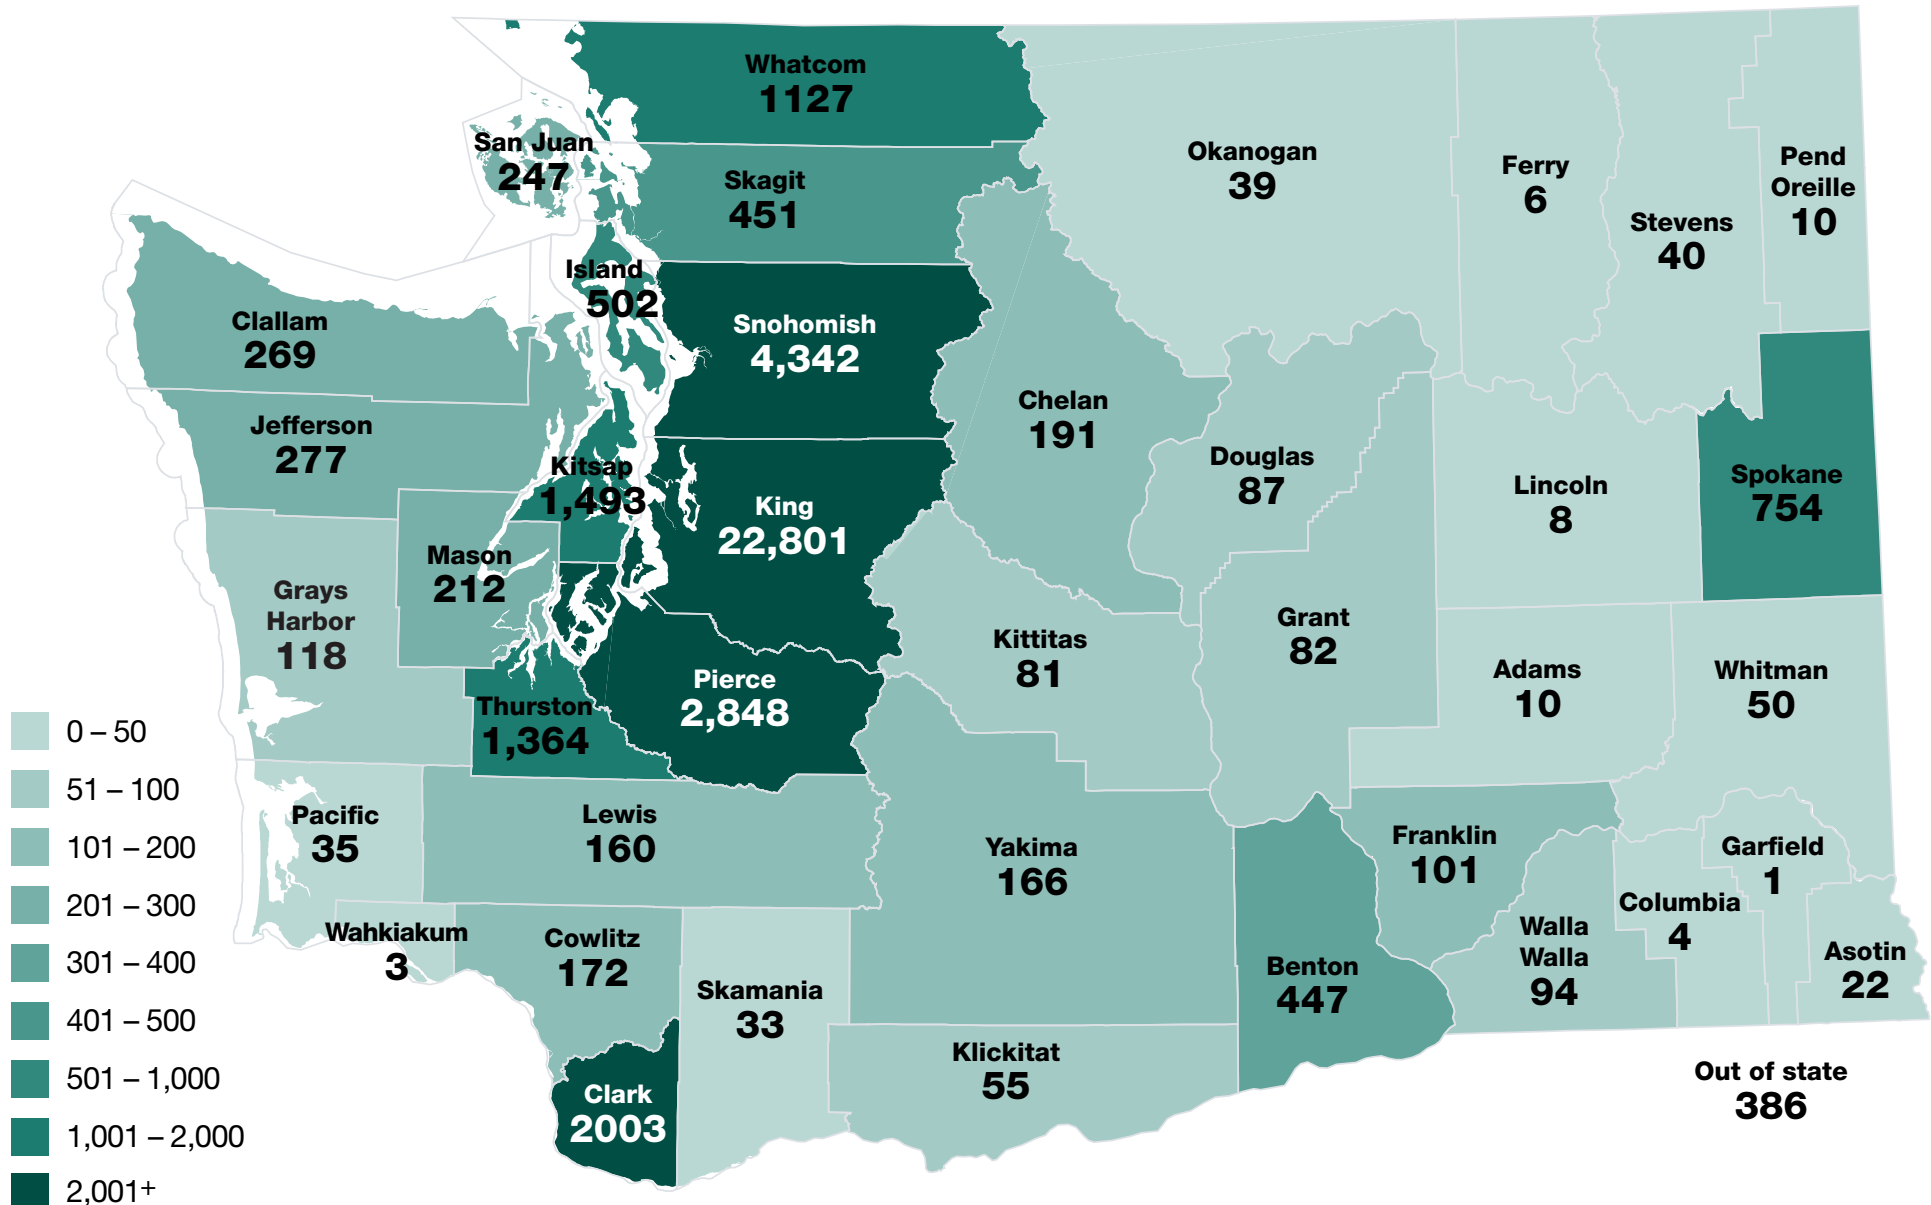 Whatcom
1127
San Juan
247
Skagit
451
Okanogan
39
Ferry
6
Stevens
40
Pend
Oreille
10
Island
502
Clallam
269
Snohomish
4,342
Jefferson
277
Chelan
191
Kitsap
1,493
Douglas
87
Lincoln
8
Spokane
754
King
22,801
Mason
212
Grays
Harbor
118
Kittitas
81
Grant
82
Adams
10
Whitman
50
Thurston
1,364
Pierce
2,848
Pacific
35
Lewis
160
Yakima
166
Franklin
101
Garfield
1
Columbia
4
Walla
Walla
94
Asotin
22
Wahkiakum
3
Cowlitz
172
Skamania
33
Benton
447
Klickitat
55
Clark
2003
Out of state
386
0 – 50
51 – 100
101 – 200
201 – 300
301 – 400
401 – 500
501 – 1,000
1,001 – 2,000
2,001+